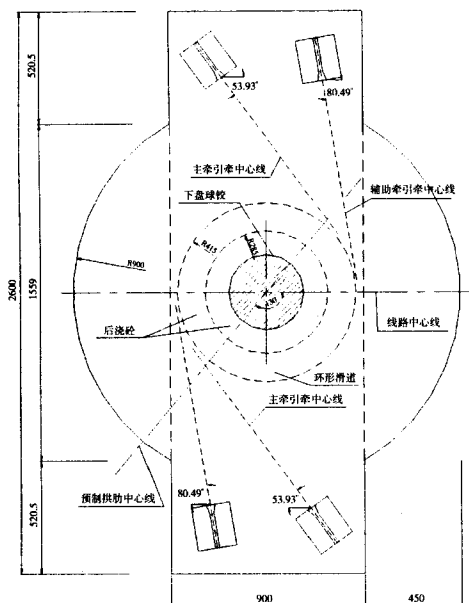 520.5
53.93°
80.49°
主牵引牵中心线
辅助牵引牵中心线
下盘球铰
R415
R285
R900
2600
1559
线路中心线
后浇砼
环形滑道
主牵引牵中心线
预制拱肋中心线
80.49°
53.93°
520.5
900
450